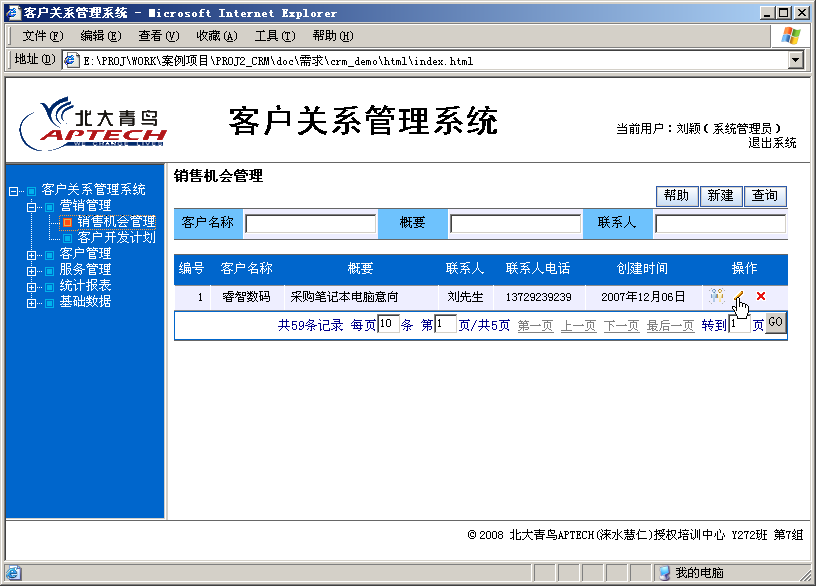 客户关系管理系统 - Microsoft Internet Explorer
文件(F) 编辑(E) 查看(V) 收藏(A) 工具(T) 帮助(H)
地址(D) E:\PROJ\WORK\案例项目\PROJ2_CRM\doc\需求\crm_demo\html\index.html
北大青鸟
APTECH
WE CHANGE LIVES
客户关系管理系统
当前用户：刘颖(系统管理员)
退出系统
客户关系管理系统
营销管理
销售机会管理
客户开发计划
客户管理
服务管理
统计报表
基础数据
销售机会管理
帮助 新建 查询
客户名称 概要 联系人
编号 客户名称 概要 联系人 联系人电话 创建时间 操作
1 睿智数码 采购笔记本电脑意向 刘先生 13729239239 2007年12月06日
共59条记录 每页10条 第1页/共5页 第一页 上一页 下一页 最后一页 转到1页 GO
©2008 北大青鸟APTECH(涞水慧仁)授权培训中心 Y272班 第7组
我的电脑